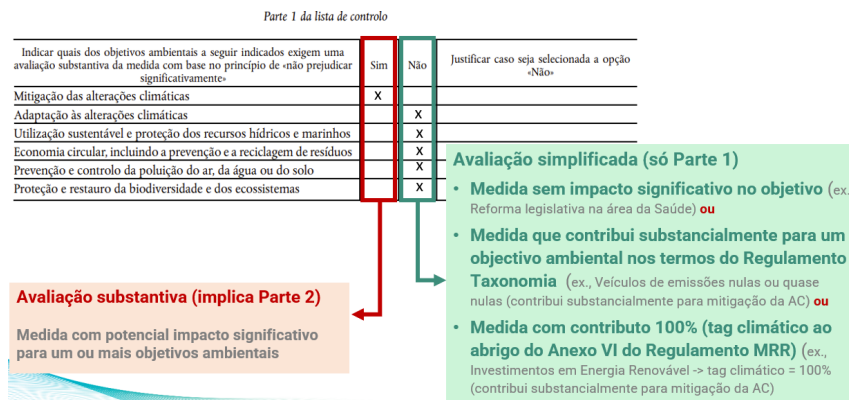 Parte 1 da lista de controlo
Indicar quais dos objetivos ambientais a seguir indicados exigem uma
avaliação substantiva da medida com base no princípio de «não prejudicar
significativamente»
Sim
Não
Justificar caso seja selecionada a opção
«Não»
Mitigação das alterações climáticas X
Adaptação às alterações climáticas X
Utilização sustentável e proteção dos recursos hídricos e marinhos X
Economia circular, incluindo a prevenção e a reciclagem de resíduos X
Prevenção e controlo da poluição do ar, da água ou do solo X
Proteção e restauro da biodiversidade e dos ecossistemas X
Avaliação substantiva (implica Parte 2)
Medida com potencial impacto significativo
para um ou mais objetivos ambientais
Avaliação simplificada (só Parte 1)
• Medida sem impacto significativo no objetivo (ex.
Reforma legislativa na área da Saúde) ou
• Medida que contribui substancialmente para um
objectivo ambiental nos termos do Regulamento
Taxonomia (ex., Veículos de emissões nulas ou quase
nulas (contribui substancialmente para mitigação da AC) ou
• Medida com contributo 100% (tag climático ao
abrigo do Anexo VI do Regulamento MRR) (ex.,
Investimentos em Energia Renovável -> tag climático = 100%
(contribui substancialmente para mitigação da AC)